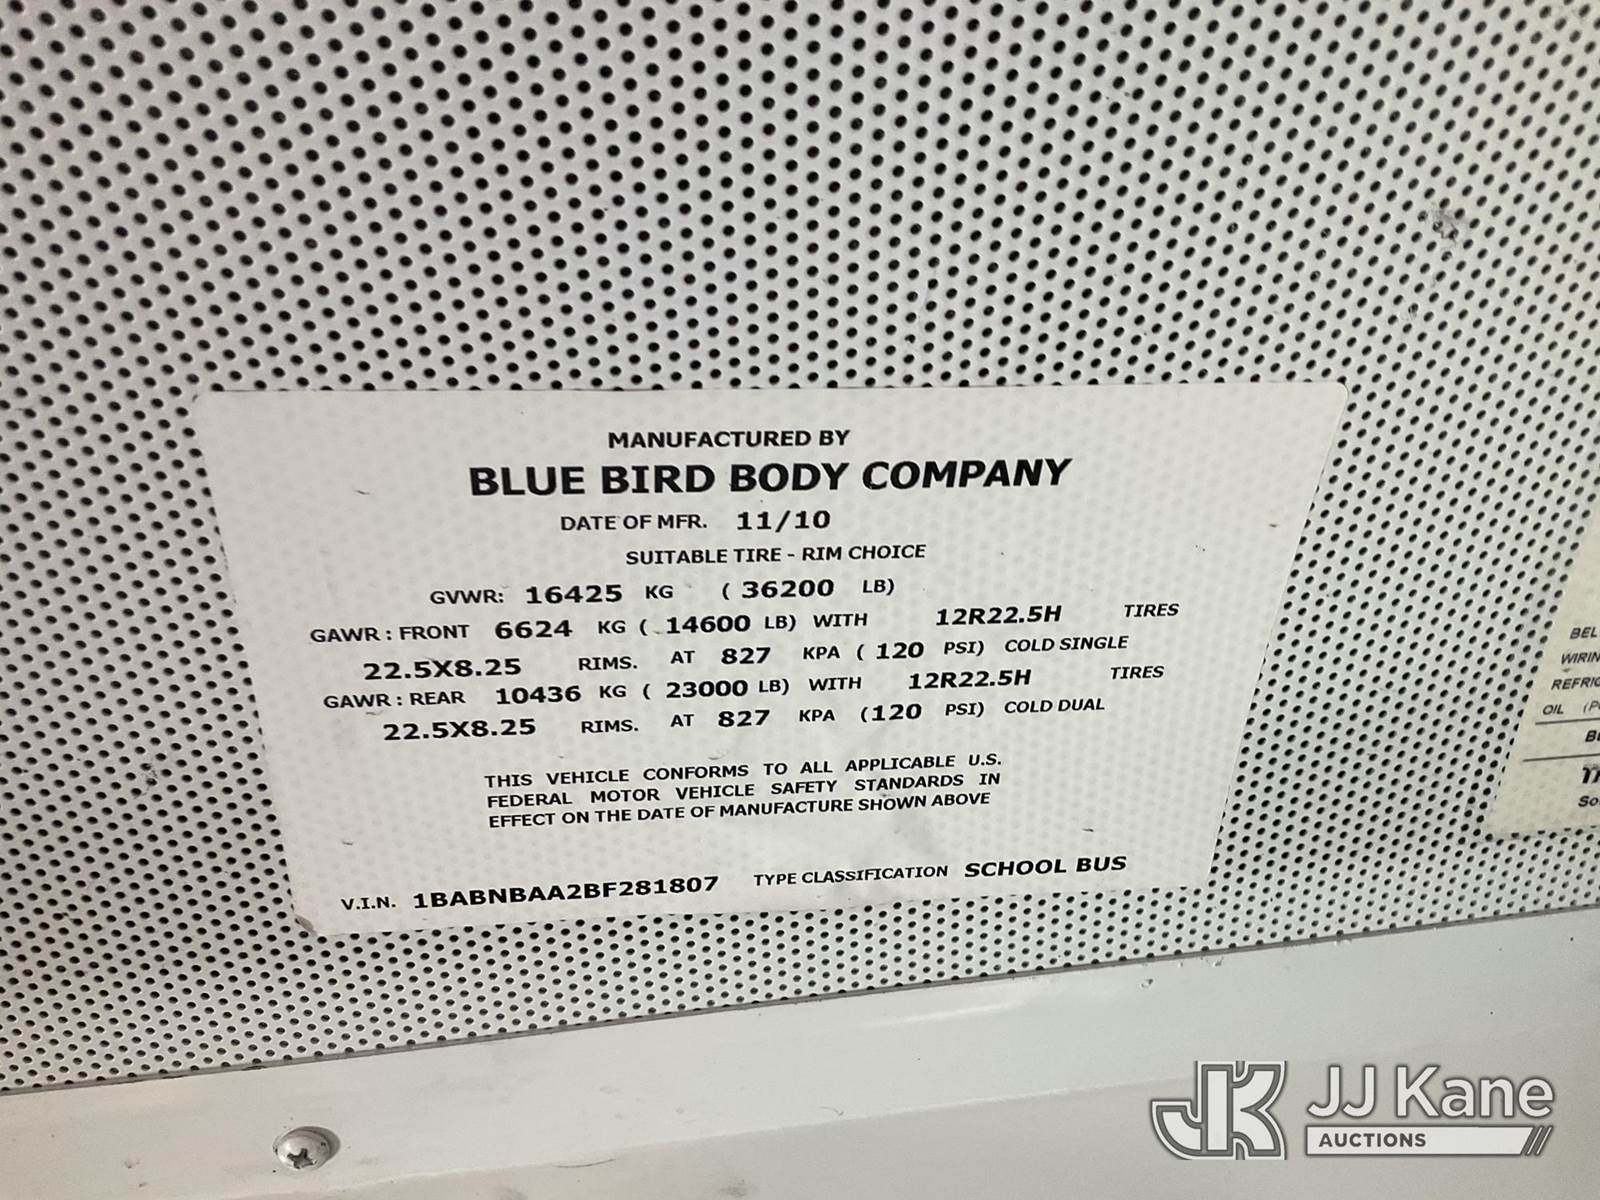 MANUFACTURED BY
BLUE BIRD BODY COMPANY
DATE OF MFR. 11/10
SUITABLE TIRE - RIM CHOICE
GVWR: 16425 KG ( 36200 LB)
GAWR : FRONT 6624 KG ( 14600 LB) WITH 12R22.5H TIRES
22.5X8.25 RIMS. AT 827 KPA ( 120 PSI) COLD SINGLE
GAWR : REAR 10436 KG ( 23000 LB) WITH 12R22.5H TIRES
22.5X8.25 RIMS. AT 827 KPA (120 PSI) COLD DUAL
THIS VEHICLE CONFORMS TO ALL APPLICABLE U.S.
FEDERAL MOTOR VEHICLE SAFETY STANDARDS IN
EFFECT ON THE DATE OF MANUFACTURE SHOWN ABOVE
V.I.N. 1BABNBAA2BF281807 TYPE CLASSIFICATION SCHOOL BUS
OIL
JJ Kane
AUCTIONS